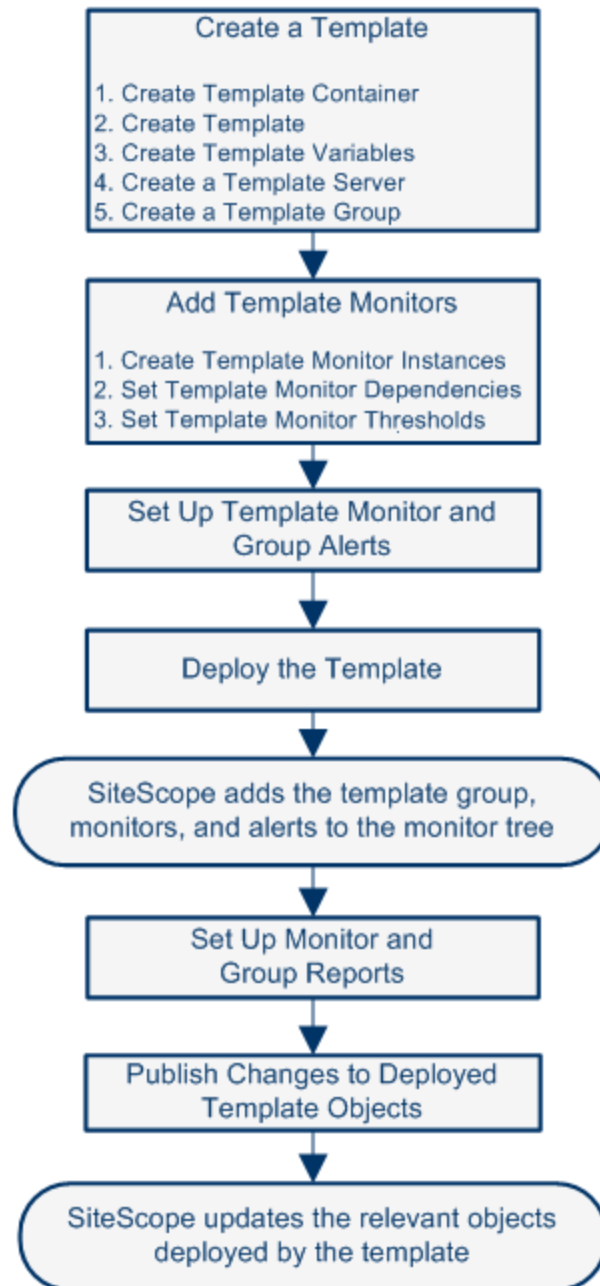 Create a Template
1. Create Template Container
2. Create Template
3. Create Template Variables
4. Create a Template Server
5. Create a Template Group
Add Template Monitors
1. Create Template Monitor Instances
2. Set Template Monitor Dependencies
3. Set Template Monitor Thresholds
Set Up Template Monitor and
Group Alerts
Deploy the Template
SiteScope adds the template group,
monitors, and alerts to the monitor tree
Set Up Monitor and
Group Reports
Publish Changes to Deployed
Template Objects
SiteScope updates the relevant objects
deployed by the template